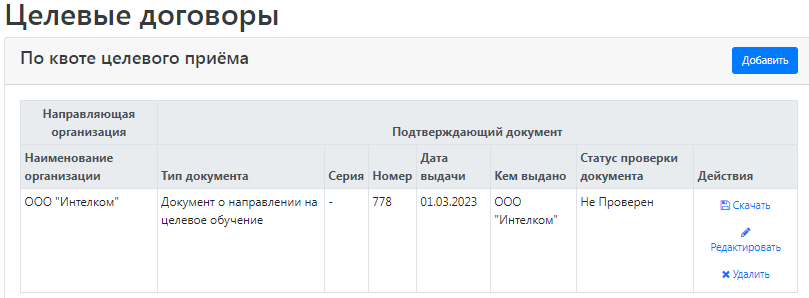 Целевые договоры
По квоте целевого приёма
Добавить
Направляющая
организация
Подтверждающий документ
Наименование
организации
Тип документа
Серия
Номер
Дата
выдачи
Кем выдано
Статус проверки
документа
Действия
ООО "Интелком"
Документ о направлении на
целевое обучение
-
778
01.03.2023
ООО
"Интелком"
Не Проверен
Скачать
Редактировать
Удалить